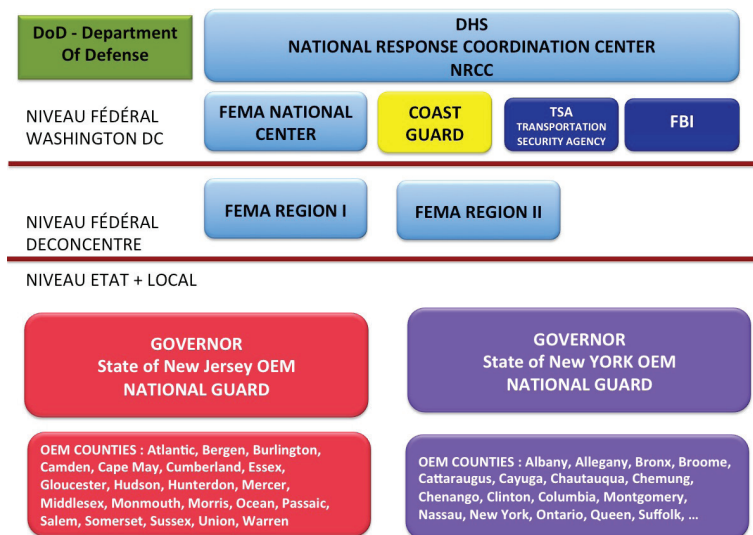 DoD - Department
Of Defense
DHS
NATIONAL RESPONSE COORDINATION CENTER
NRCC
NIVEAU FÉDÉRAL
WASHINGTON DC
FEMA NATIONAL
CENTER
COAST
GUARD
TSA
TRANSPORTATION
SECURITY AGENCY
FBI
NIVEAU FÉDÉRAL
DECONCENTRE
FEMA REGION I
FEMA REGION II
NIVEAU ETAT + LOCAL
GOVERNOR
State of New Jersey OEM
NATIONAL GUARD
GOVERNOR
State of New YORK OEM
NATIONAL GUARD
OEM COUNTIES : Atlantic, Bergen, Burlington,
Camden, Cape May, Cumberland, Essex,
Gloucester, Hudson, Hunterdon, Mercer,
Middlesex, Monmouth, Morris, Ocean, Passaic,
Salem, Somerset, Sussex, Union, Warren
OEM COUNTIES : Albany, Allegany, Bronx, Broome,
Cattaraugus, Cayuga, Chautauqua, Chemung,
Chenango, Clinton, Columbia, Montgomery,
Nassau, New York, Ontario, Queen, Suffolk, ...